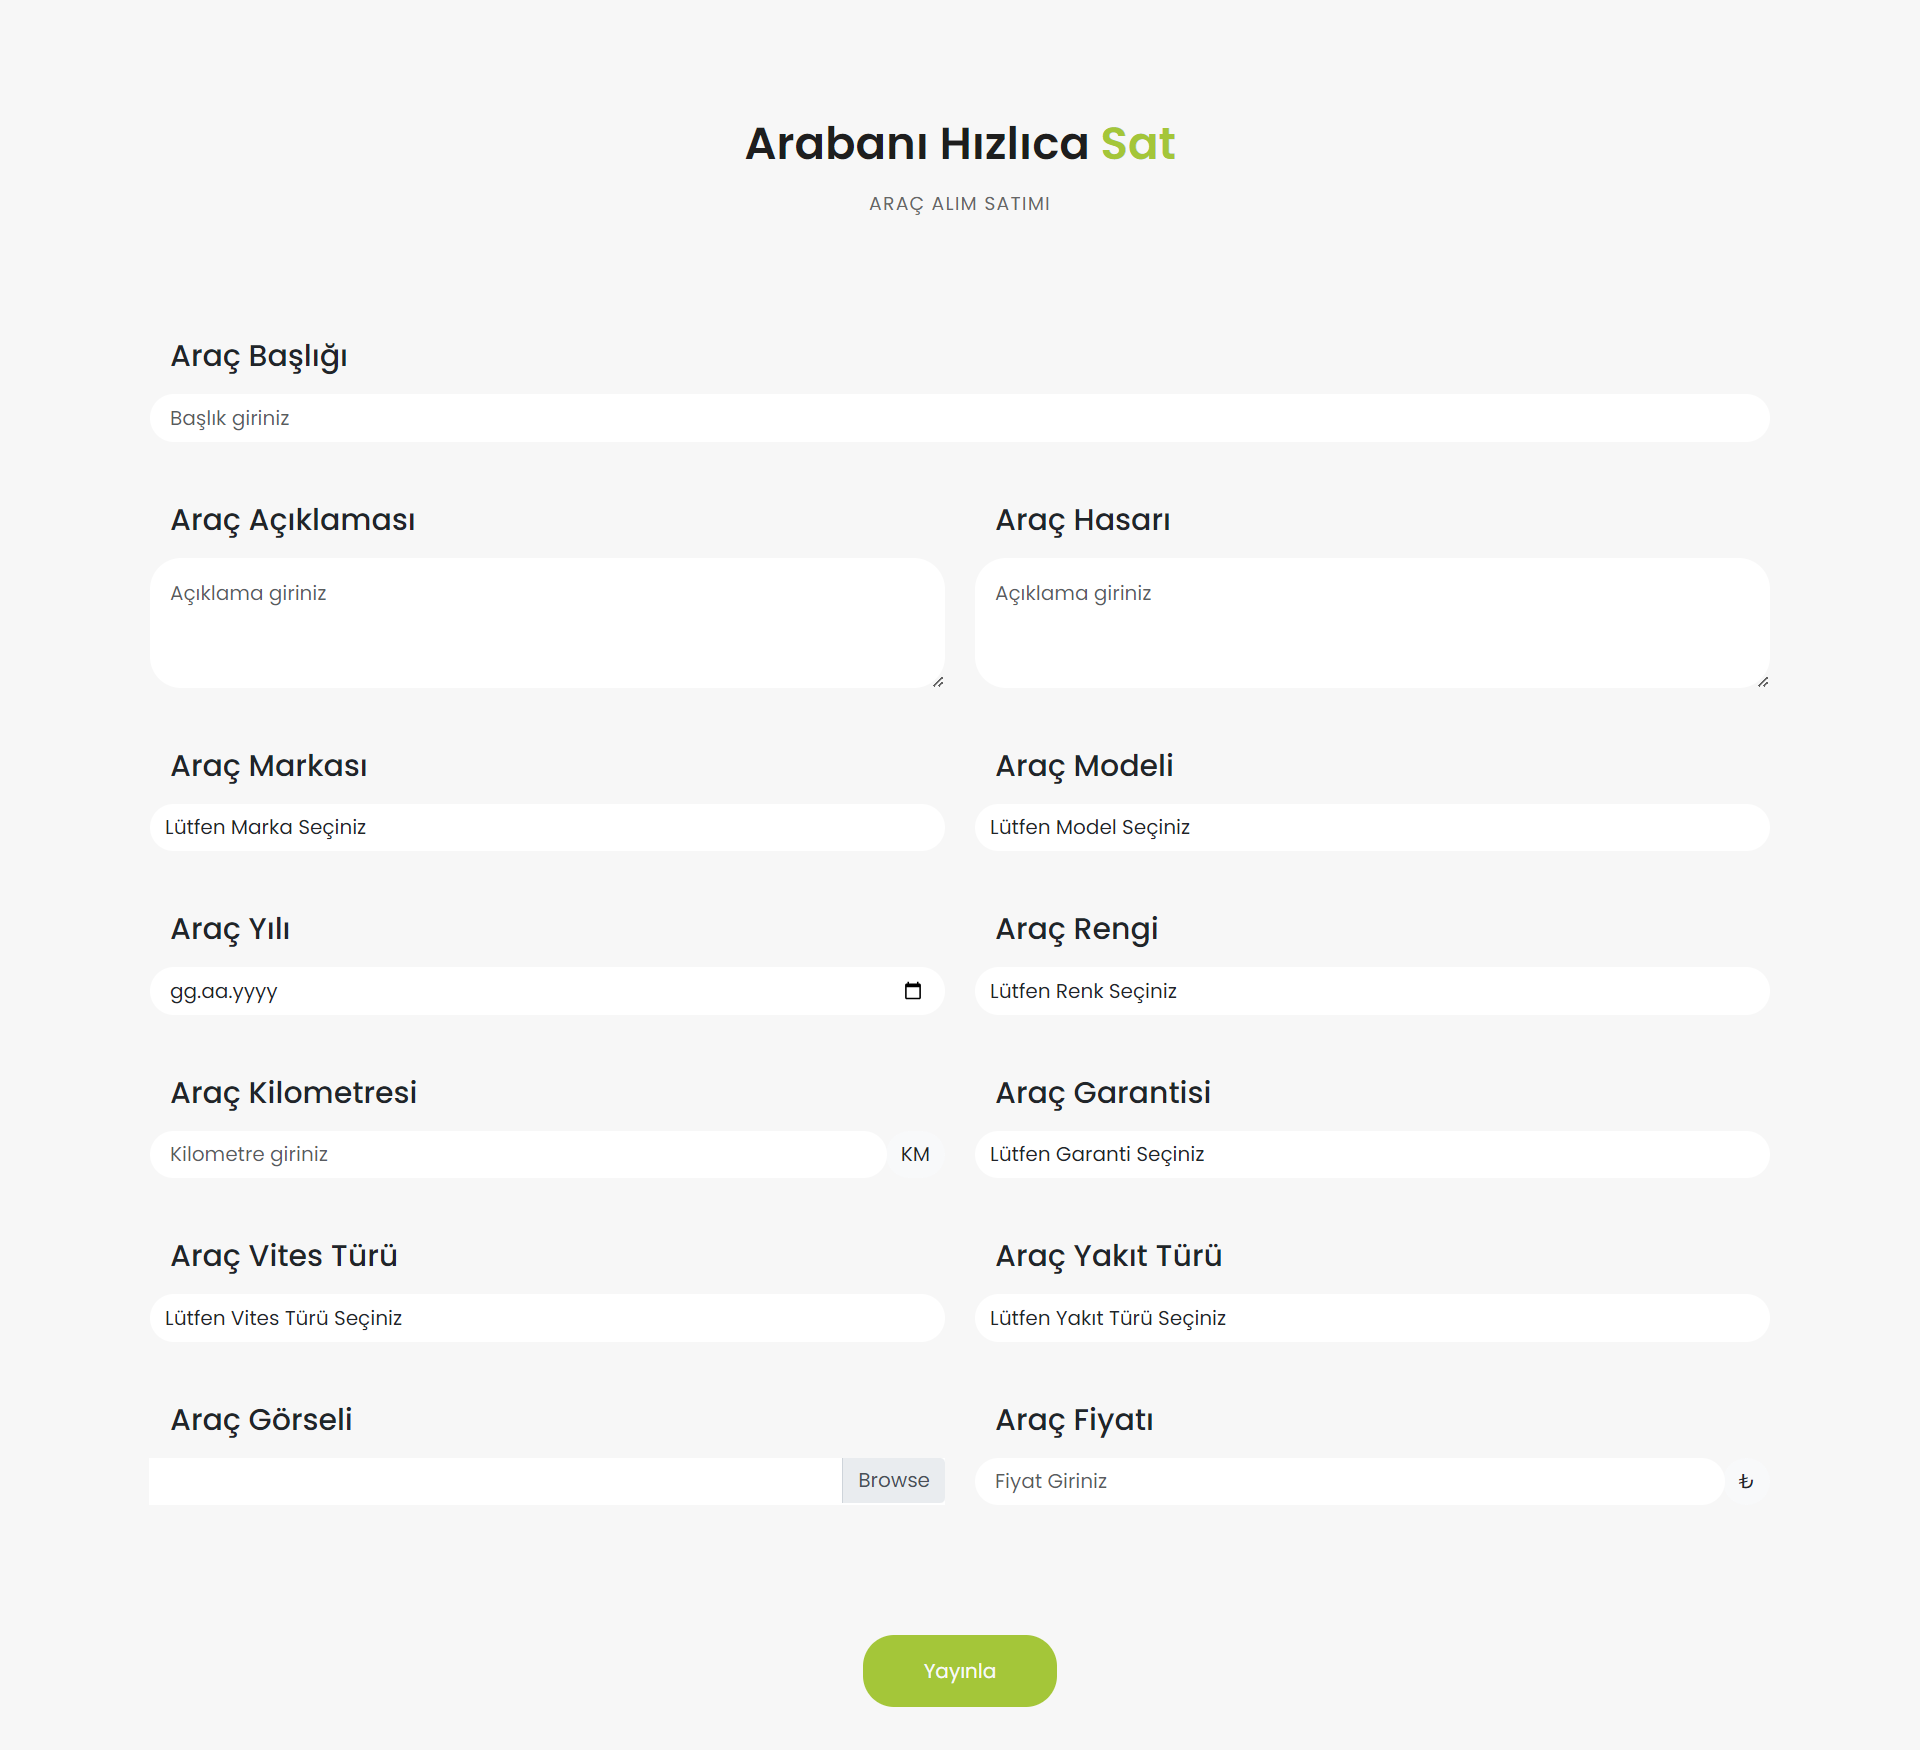 Arabanı Hızlıca Sat
ARAÇ ALIM SATIMI
Araç Başlığı
Başlık giriniz
Araç Açıklaması
Açıklama giriniz
Araç Hasarı
Açıklama giriniz
Araç Markası
Lütfen Marka Seçiniz
Araç Modeli
Lütfen Model Seçiniz
Araç Yılı
gg.aa.yyyy
Araç Rengi
Lütfen Renk Seçiniz
Araç Kilometresi
Kilometre giriniz KM
Araç Garantisi
Lütfen Garanti Seçiniz
Araç Vites Türü
Lütfen Vites Türü Seçiniz
Araç Yakıt Türü
Lütfen Yakıt Türü Seçiniz
Araç Görseli
Browse
Araç Fiyatı
Fiyat Giriniz ₺
Yayınla